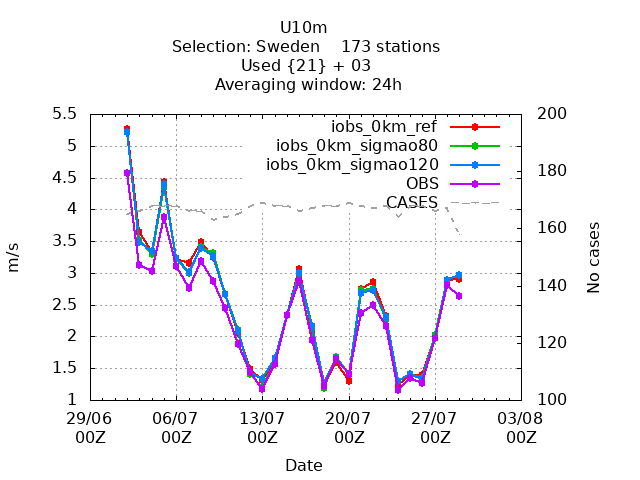 U10m
Selection: Sweden    173 stations
Used {21} + 03
Averaging window: 24h
iobs_0km_ref
iobs_0km_sigmao80
iobs_0km_sigmao120
OBS
CASES
m/s
5.5
5
4.5
4
3.5
3
2.5
2
1.5
1
200
180
160
140
120
100
No cases
29/06 06/07 13/07 20/07 27/07 03/08
00Z 00Z 00Z 00Z 00Z 00Z
Date